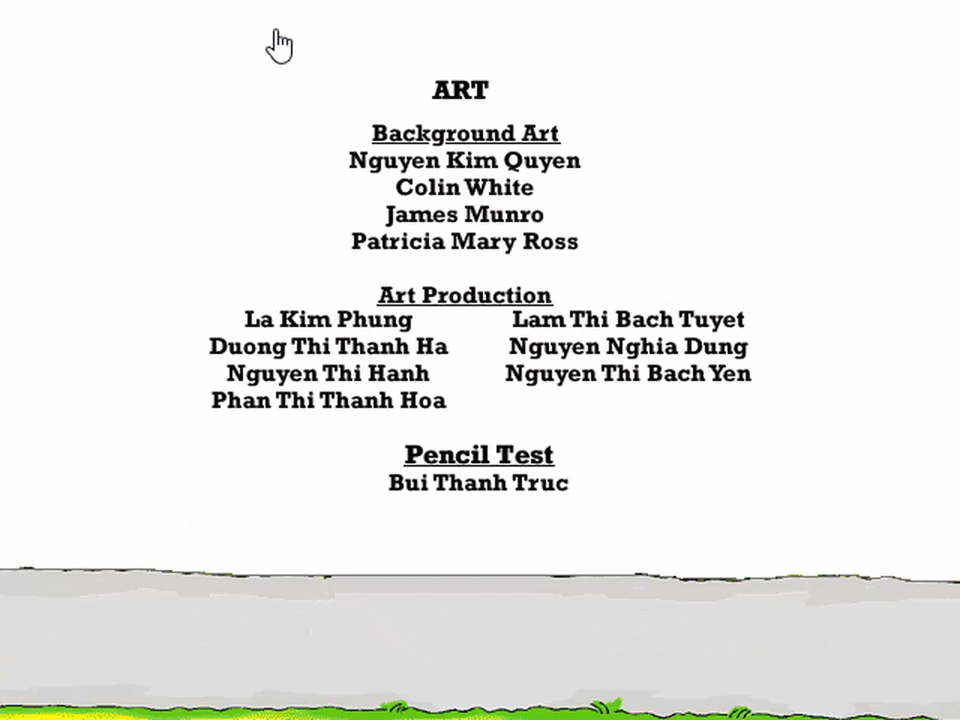 ART
Background Art
Nguyen Kim Quyen
Colin White
James Munro
Patricia Mary Ross
Art Production
La Kim Phung
Duong Thi Thanh Ha
Nguyen Thi Hanh
Phan Thi Thanh Hoa
Lam Thi Bach Tuyet
Nguyen Nghia Dung
Nguyen Thi Bach Yen
Pencil Test
Bui Thanh Truc